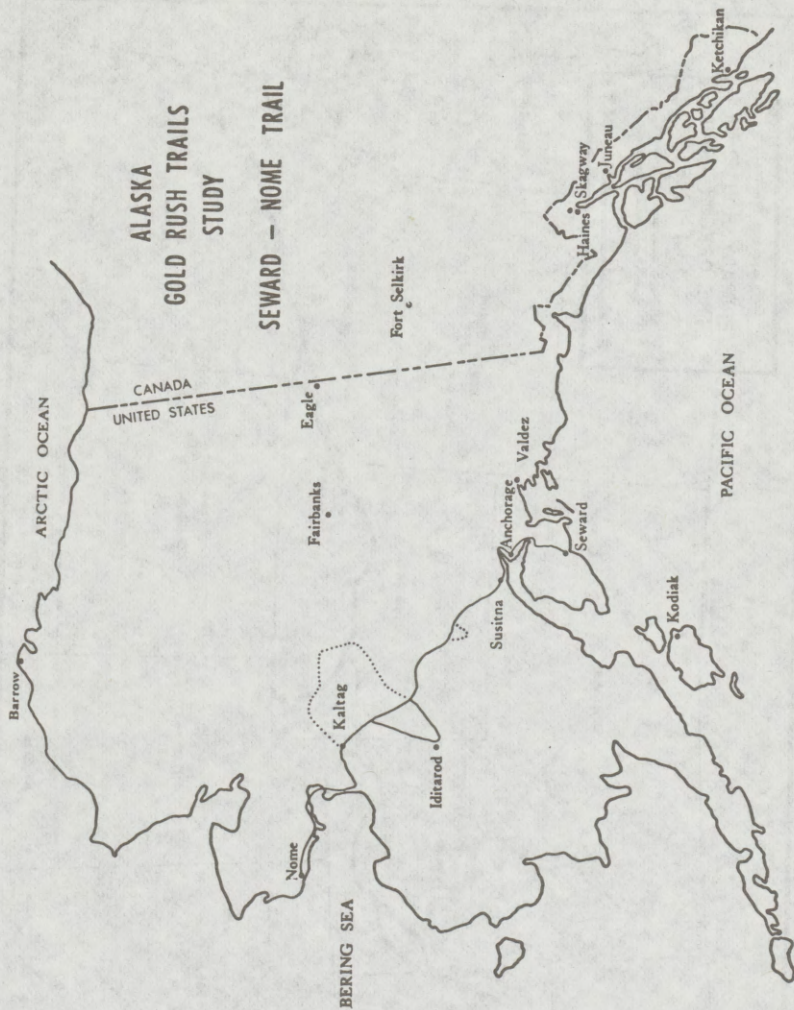 ALASKA
GOLD RUSH TRAILS
STUDY
SEWARD — NOME TRAIL
ARCTIC OCEAN
Barrow
CANADA
UNITED STATES
Eagle
Fort Selkirk
Fairbanks
Kaltag
Nome
Iditarod
BERING SEA
Susitna
Anchorage
Valdez
Seward
Kodiak
Haines
Skagway
Juneau
Ketchikan
PACIFIC OCEAN